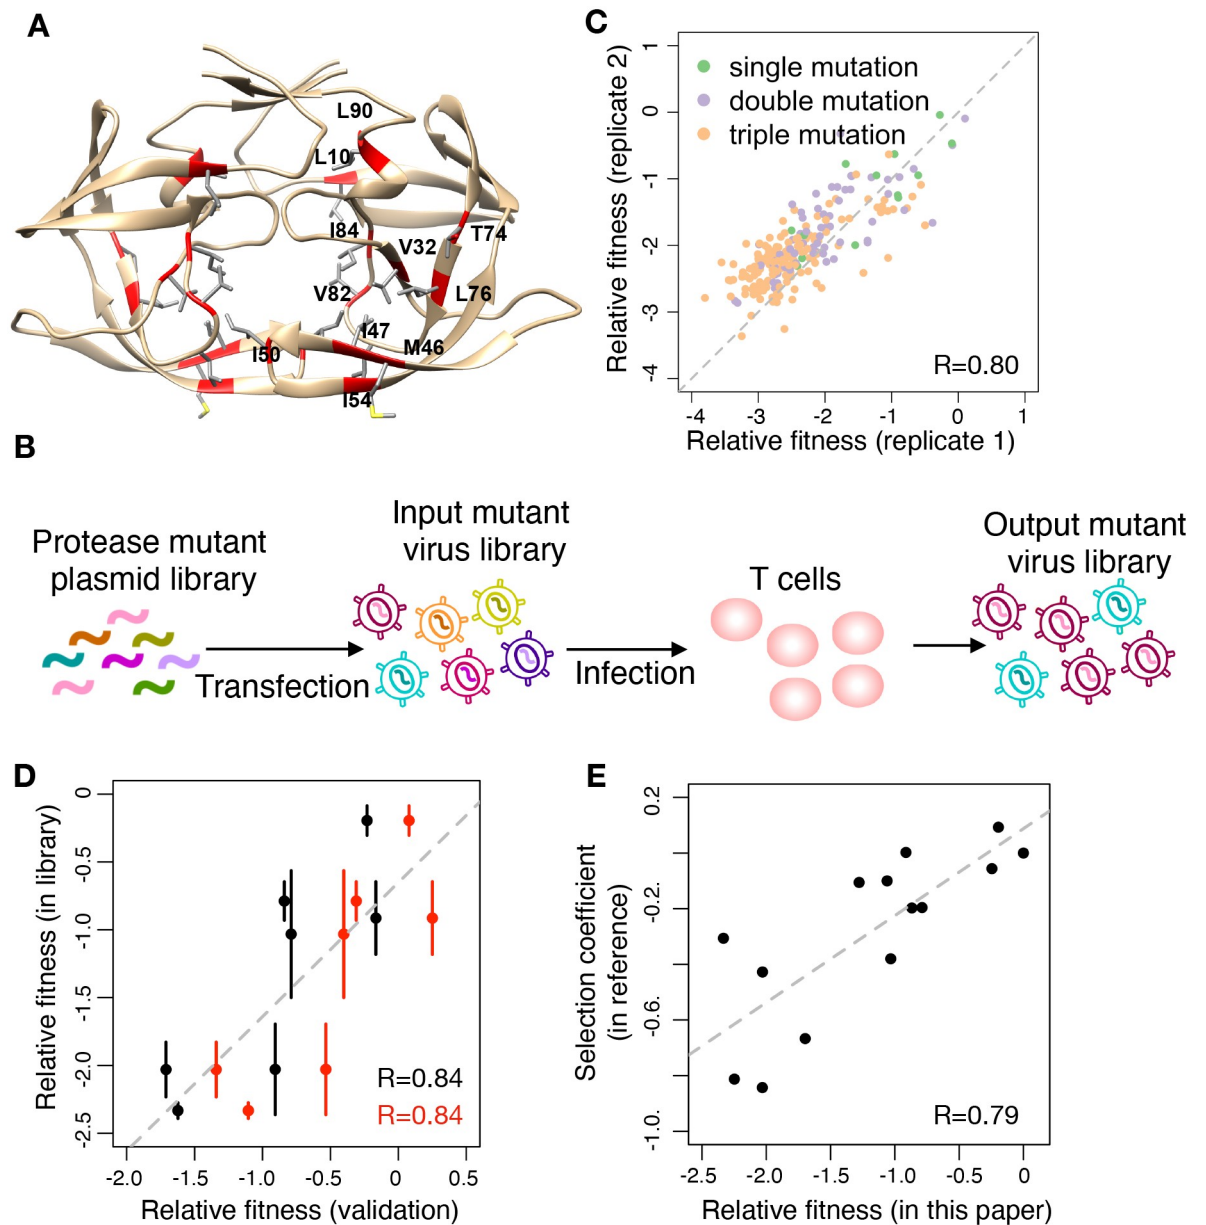 A
L90
L10
I84
T74
V32
V82
L76
I47
I50
M46
I54
C
Relative fitness (replicate 2)
1
0
-1
-2
-3
-4
single mutation
double mutation
triple mutation
R=0.80
-4 -3 -2 -1 0 1
Relative fitness (replicate 1)
B
Protease mutant
plasmid library
Transfection
Input mutant
virus library
Infection
T cells
Output mutant
virus library
D
Relative fitness (in library)
0
-0.5
-1.0
-1.5
-2.0
-2.5
R=0.84
R=0.84
-2.0 -1.5 -1.0 -0.5 0 0.5
Relative fitness (validation)
E
Selection coefficient
(in reference)
0.2
-0.2.
-0.6.
-1.0.
R=0.79
-2.5 -2.0 -1.5 -1.0 -0.5 0
Relative fitness (in this paper)